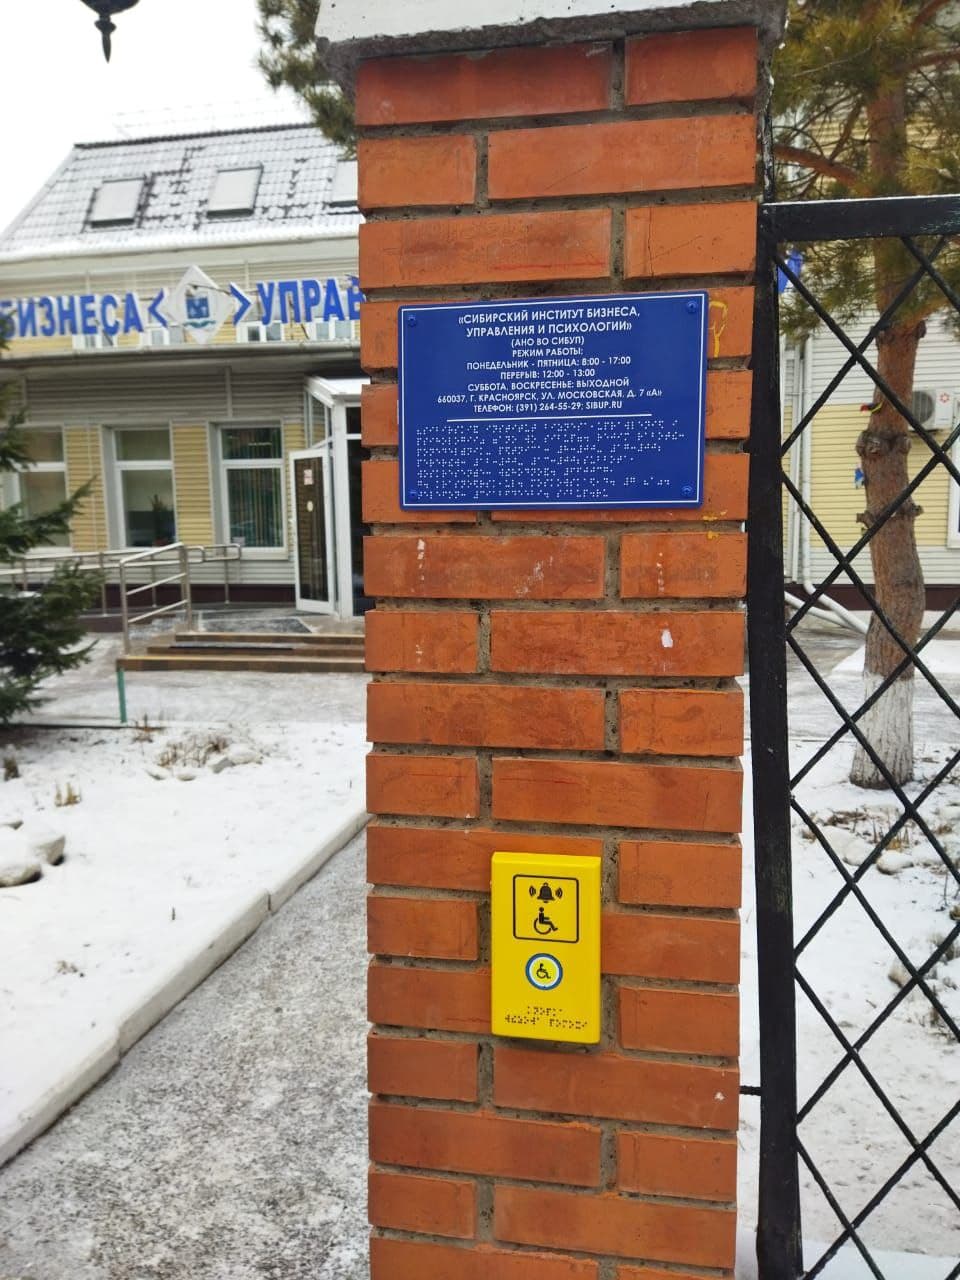 БИЗНЕСА < > УПРАВ
«СИБИРСКИЙ ИНСТИТУТ БИЗНЕСА,
УПРАВЛЕНИЯ И ПСИХОЛОГИИ»
(АНО ВО СИБУП)
РЕЖИМ РАБОТЫ:
ПОНЕДЕЛЬНИК - ПЯТНИЦА: 8:00 - 17:00
ПЕРЕРЫВ: 12:00 - 13:00
СУББОТА, ВОСКРЕСЕНЬЕ: ВЫХОДНОЙ
660037, Г. КРАСНОЯРСК, УЛ. МОСКОВСКАЯ, Д. 7 «А»
ТЕЛЕФОН: (391) 264-55-29; SIBUP.RU